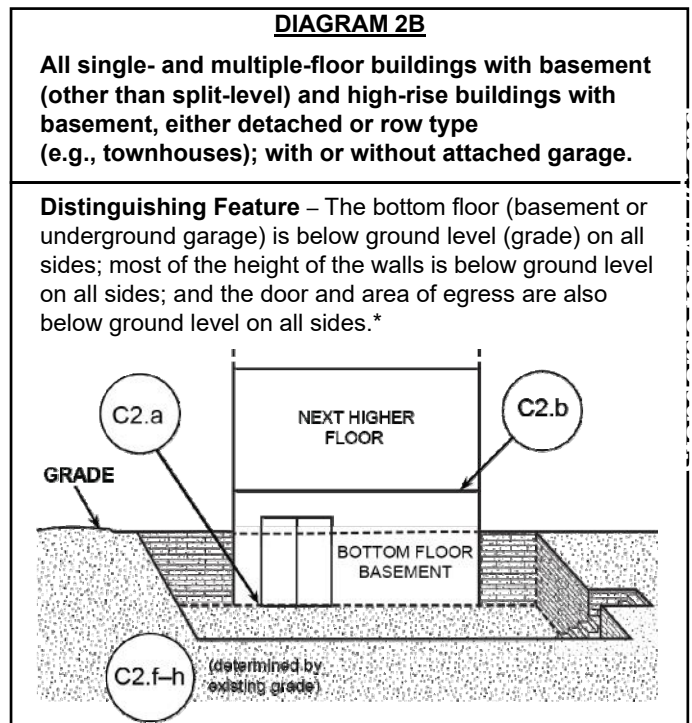 DIAGRAM 2B
All single- and multiple-floor buildings with basement
(other than split-level) and high-rise buildings with
basement, either detached or row type
(e.g., townhouses); with or without attached garage.
Distinguishing Feature – The bottom floor (basement or
underground garage) is below ground level (grade) on all
sides; most of the height of the walls is below ground level
on all sides; and the door and area of egress are also
below ground level on all sides.*
C2.a
NEXT HIGHER
FLOOR
C2.b
GRADE
BOTTOM FLOOR
BASEMENT
C2.f–h
(determined by
existing grade)